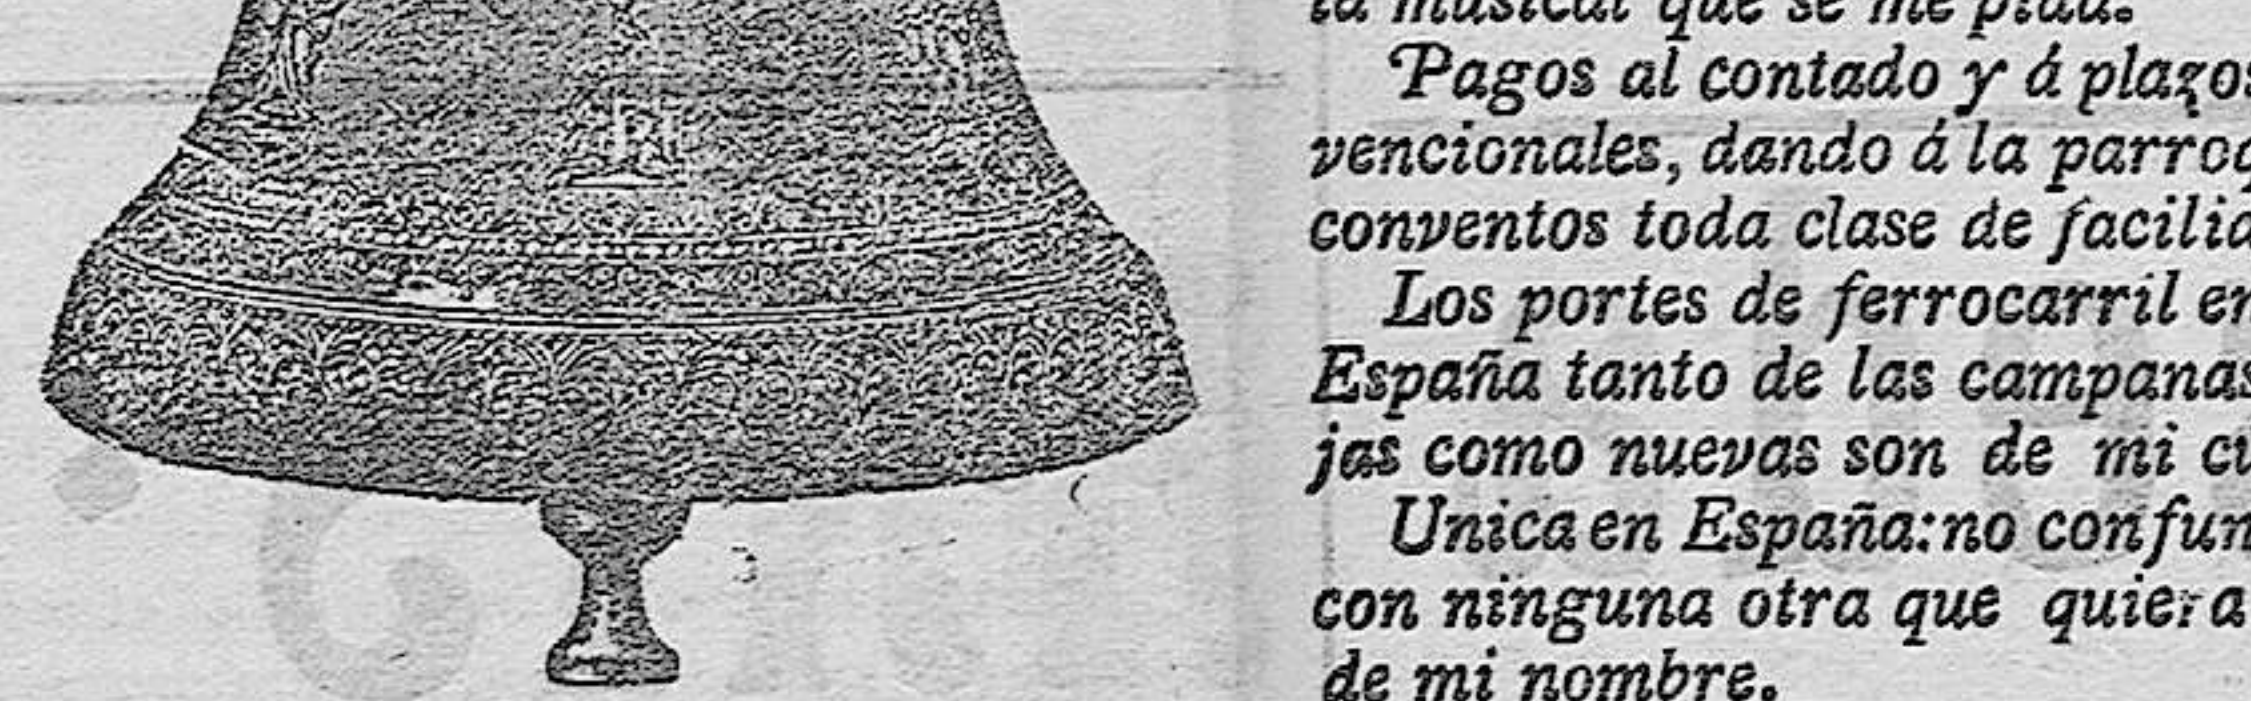 la musical que se me pida.
Pagos al contado y á plazos
vencionales, dando á la parroq
conventos toda clase de facilid
Los portes de ferrocarril en
España tanto de las campanas
jas como nuevas son de mi cu
Unica en España: no confun
con ninguna otra que quiera
de mi nombre.